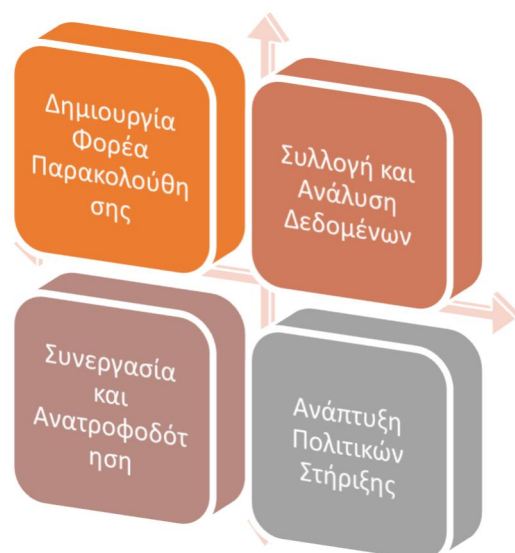 Δημιουργία
Φορέα
Παρακολούθη
σης
Συλλογή και
Ανάλυση
Δεδομένων
Συνεργασία
και
Ανατροφοδότ
ηση
Ανάπτυξη
Πολιτικών
Στήριξης